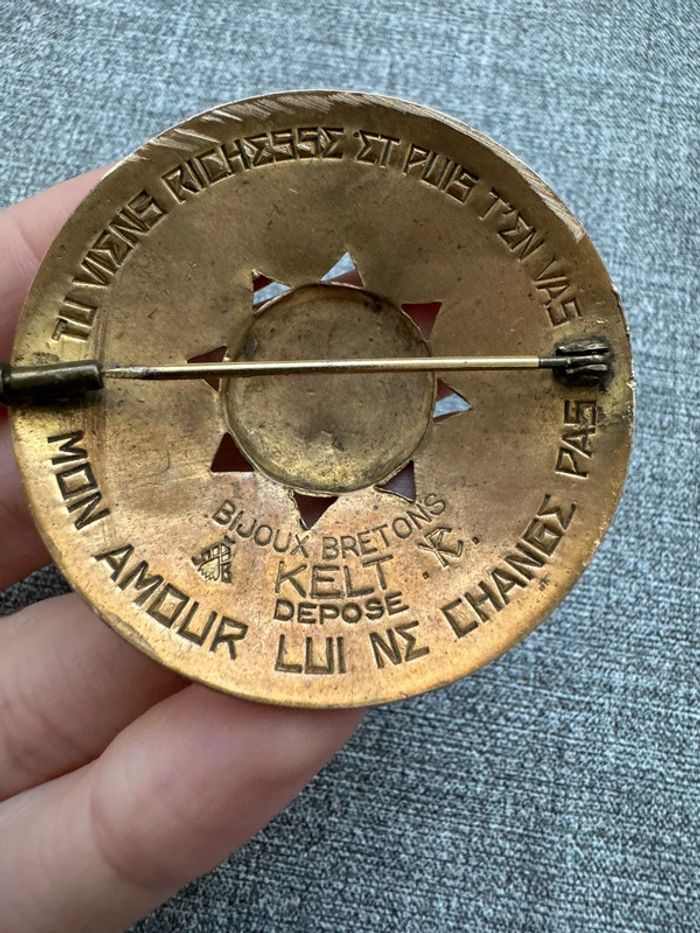 TU VIENS RICHESSE ET PUIS T'EN VAS
MON AMOUR LUI NE CHANGE PAS
BIJOUX BRETONS
KELT
DEPOSE